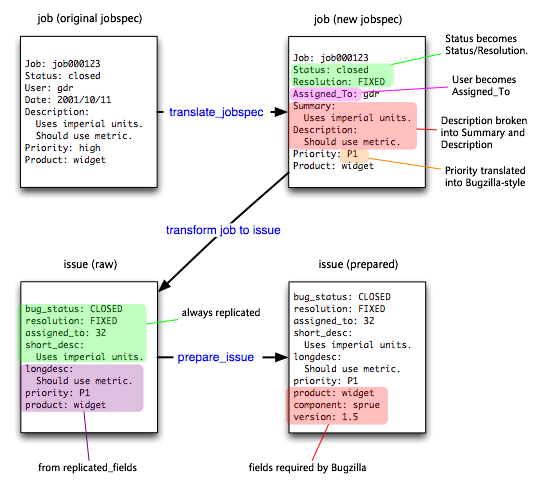 job (original jobspec)
Job: job000123
Status: closed
User: gdr
Date: 2001/10/11
Description:
Uses imperial units.
Should use metric.
Priority: high
Product: widget
translate_jobspec
job (new jobspec)
Job: job000123
Status: closed
Resolution: FIXED
Assigned_To: gdr
Summary:
Uses imperial units.
Description:
Should use metric.
Priority: P1
Product: widget
Status becomes
Status/Resolution.
User becomes
Assigned_To
Description broken
into Summary and
Description
Priority translated
into Bugzilla-style
transform job to issue
issue (raw)
bug_status: CLOSED
resolution: FIXED
assigned_to: 32
short_desc:
Uses imperial units.
longdesc:
Should use metric.
priority: P1
product: widget
always replicated
from replicated_fields
prepare_issue
issue (prepared)
bug_status: CLOSED
resolution: FIXED
assigned_to: 32
short_desc:
Uses imperial units.
longdesc:
Should use metric.
priority: P1
product: widget
component: sprue
version: 1.5
fields required by Bugzilla